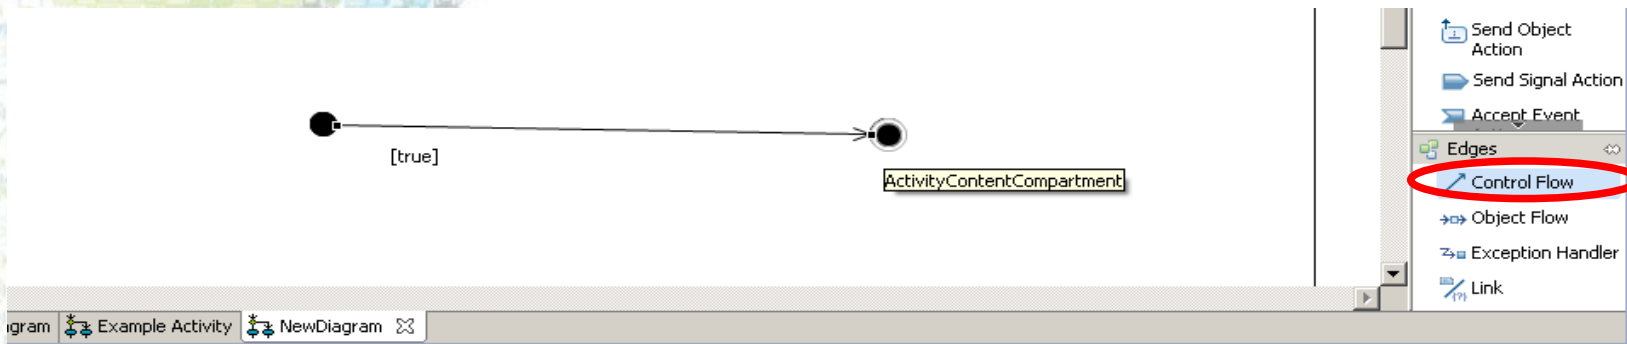 [true]
ActivityContentCompartment
Send Object
Action
Send Signal Action
Accept Event
Edges
Control Flow
Object Flow
Exception Handler
Link
gram
Example Activity
NewDiagram